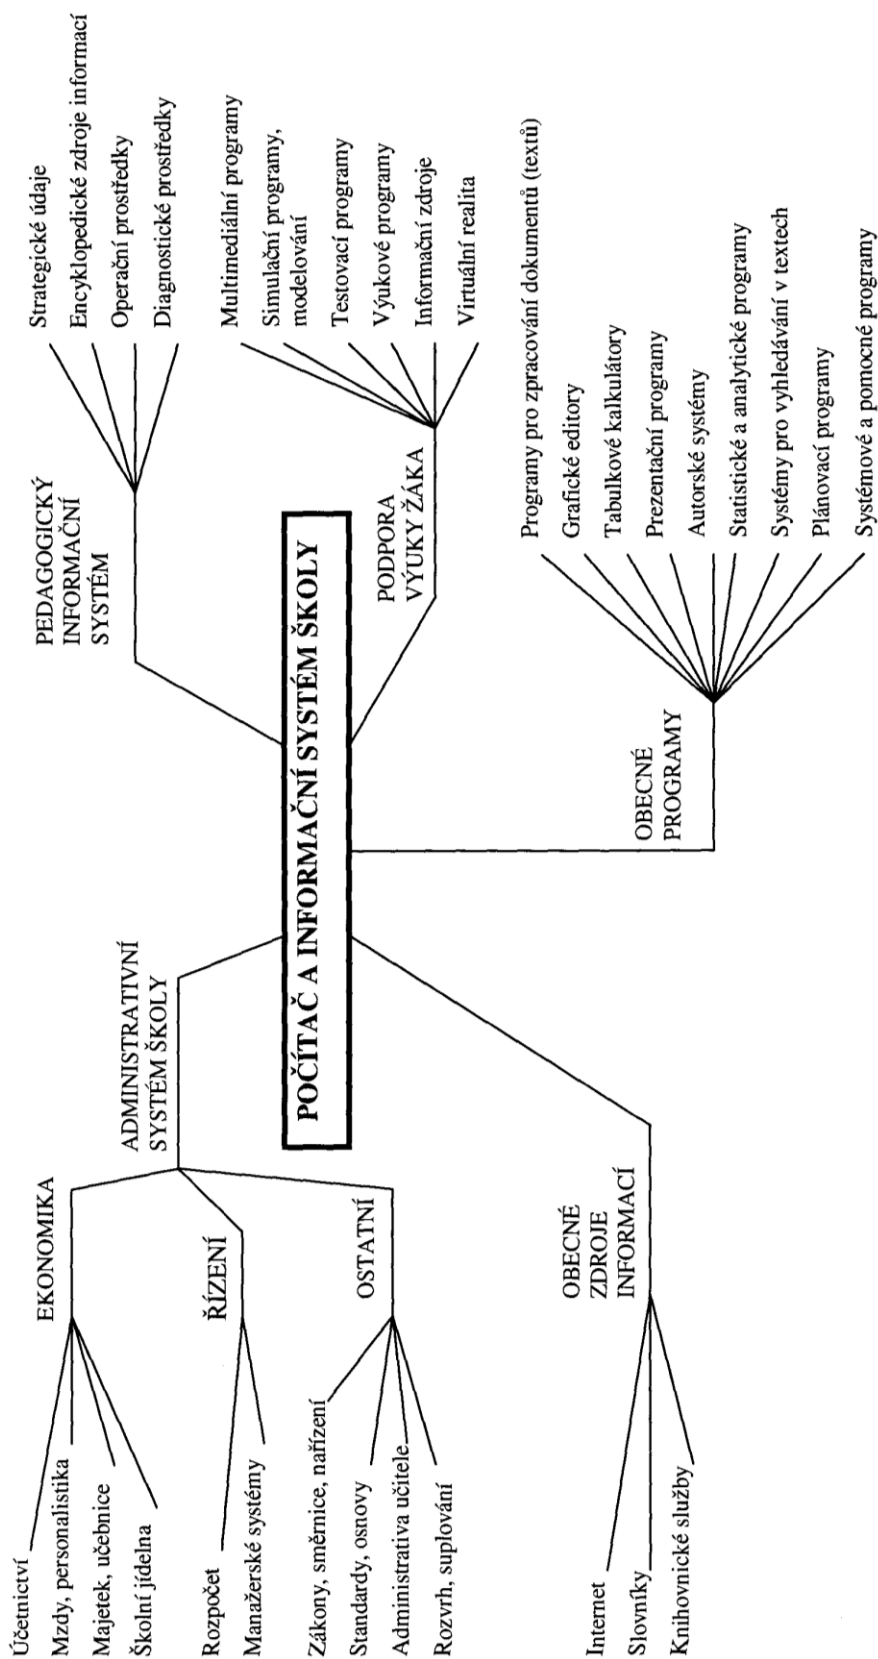 Účetnictví
Mzdy, personalistika
Majetek, učebnice
Školní jídelna
EKONOMIKA
Rozpočet
Manažerské systémy
ŘÍZENÍ
Zákony, směrnice, nařízení
Standardy, osnovy
Administrativa učitele
Rozvrh, suplování
OSTATNÍ
ADMINISTRATIVNÍ
SYSTÉM ŠKOLY
Internet
Slovníky
Knihovnické služby
OBECNÉ
ZDROJE
INFORMACÍ
POČÍTAČ A INFORMAČNÍ SYSTÉM ŠKOLY
PEDAGOGICKÝ
INFORMAČNÍ
SYSTÉM
Strategické údaje
Encyklopedické zdroje informací
Operační prostředky
Diagnostické prostředky
PODPORA
VÝUKY ŽÁKA
Multimediální programy
Simulační programy,
modelování
Testovací programy
Výukové programy
Informační zdroje
Virtuální realita
OBECNÉ
PROGRAMY
Programy pro zpracování dokumentů (textů)
Grafické editory
Tabulkové kalkulátory
Prezentační programy
Autorské systémy
Statistické a analytické programy
Systémy pro vyhledávání v textech
Plánovací programy
Systémové a pomocné programy